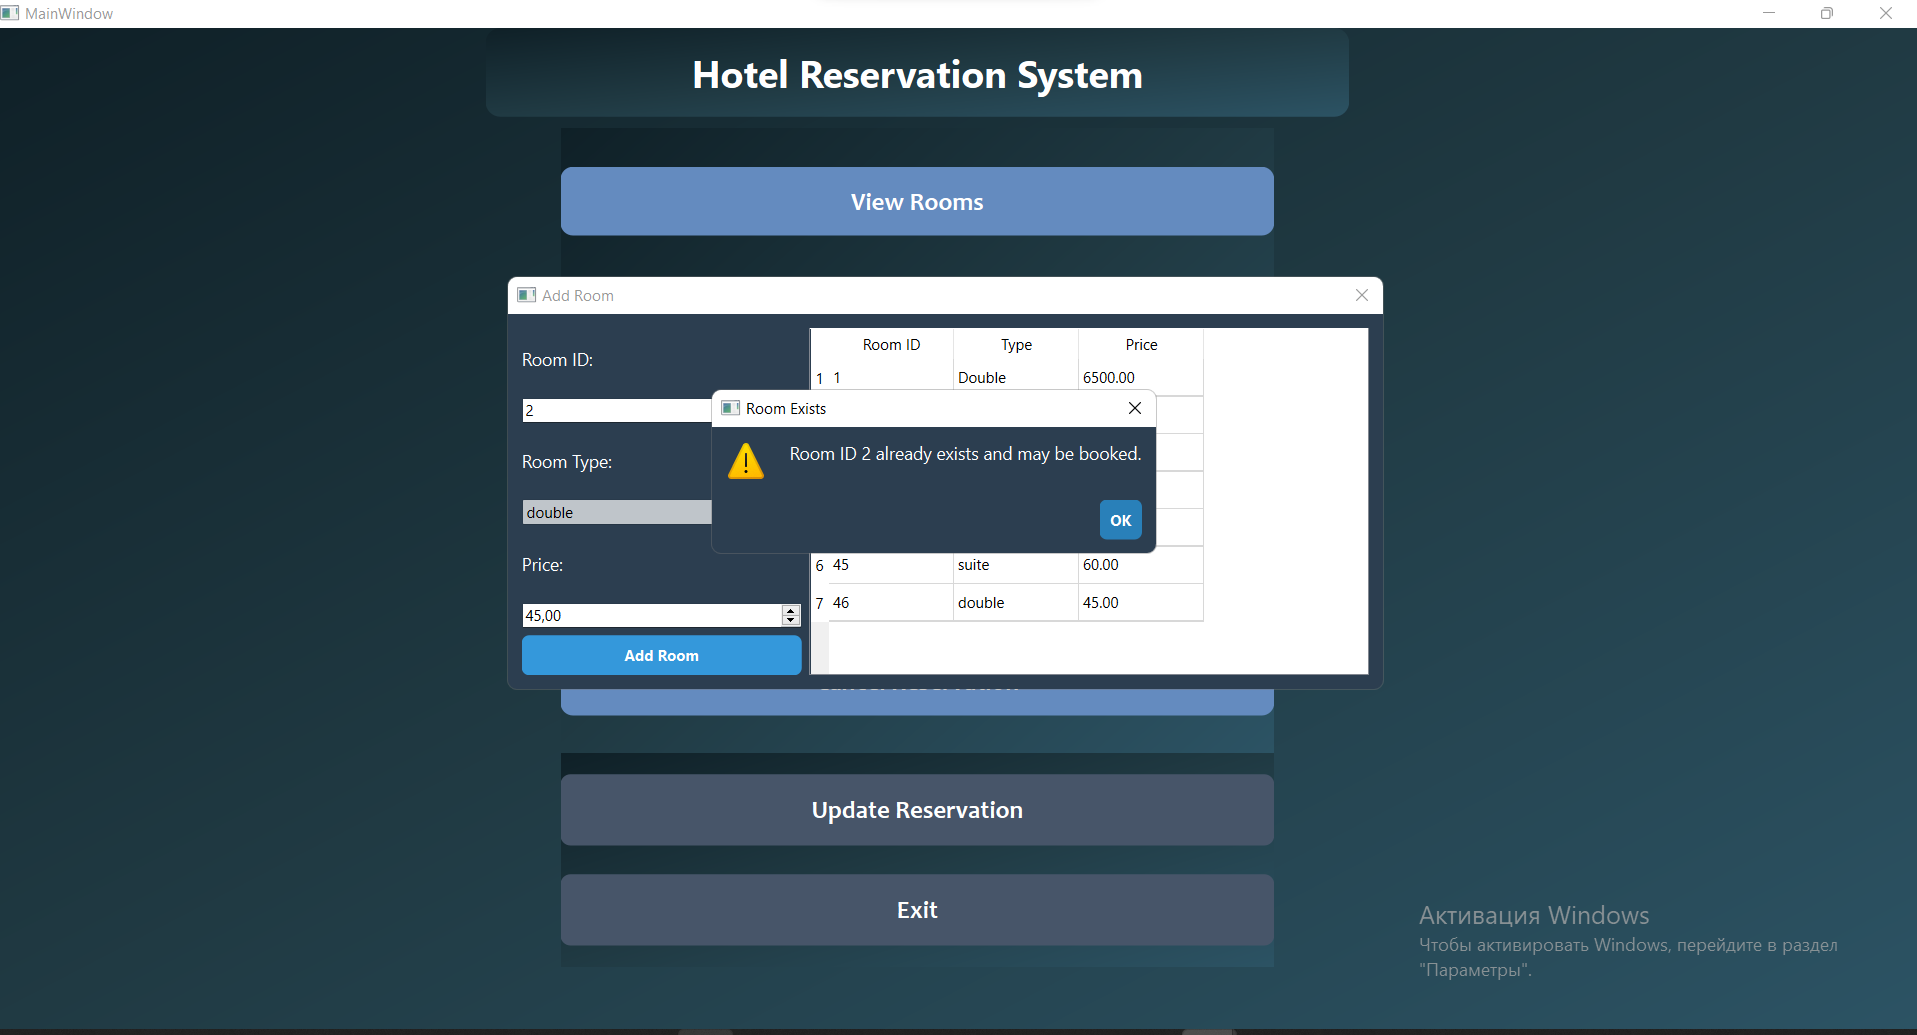 MainWindow
Hotel Reservation System
View Rooms
Add Room
Room ID:
2
Room Type:
double
Price:
45,00
Add Room
Room ID Type Price
1 1 Double 6500.00
Room Exists
Room ID 2 already exists and may be booked.
OK
6 45 suite 60.00
7 46 double 45.00
Update Reservation
Exit
Активация Windows
Чтобы активировать Windows, перейдите в раздел
"Параметры".